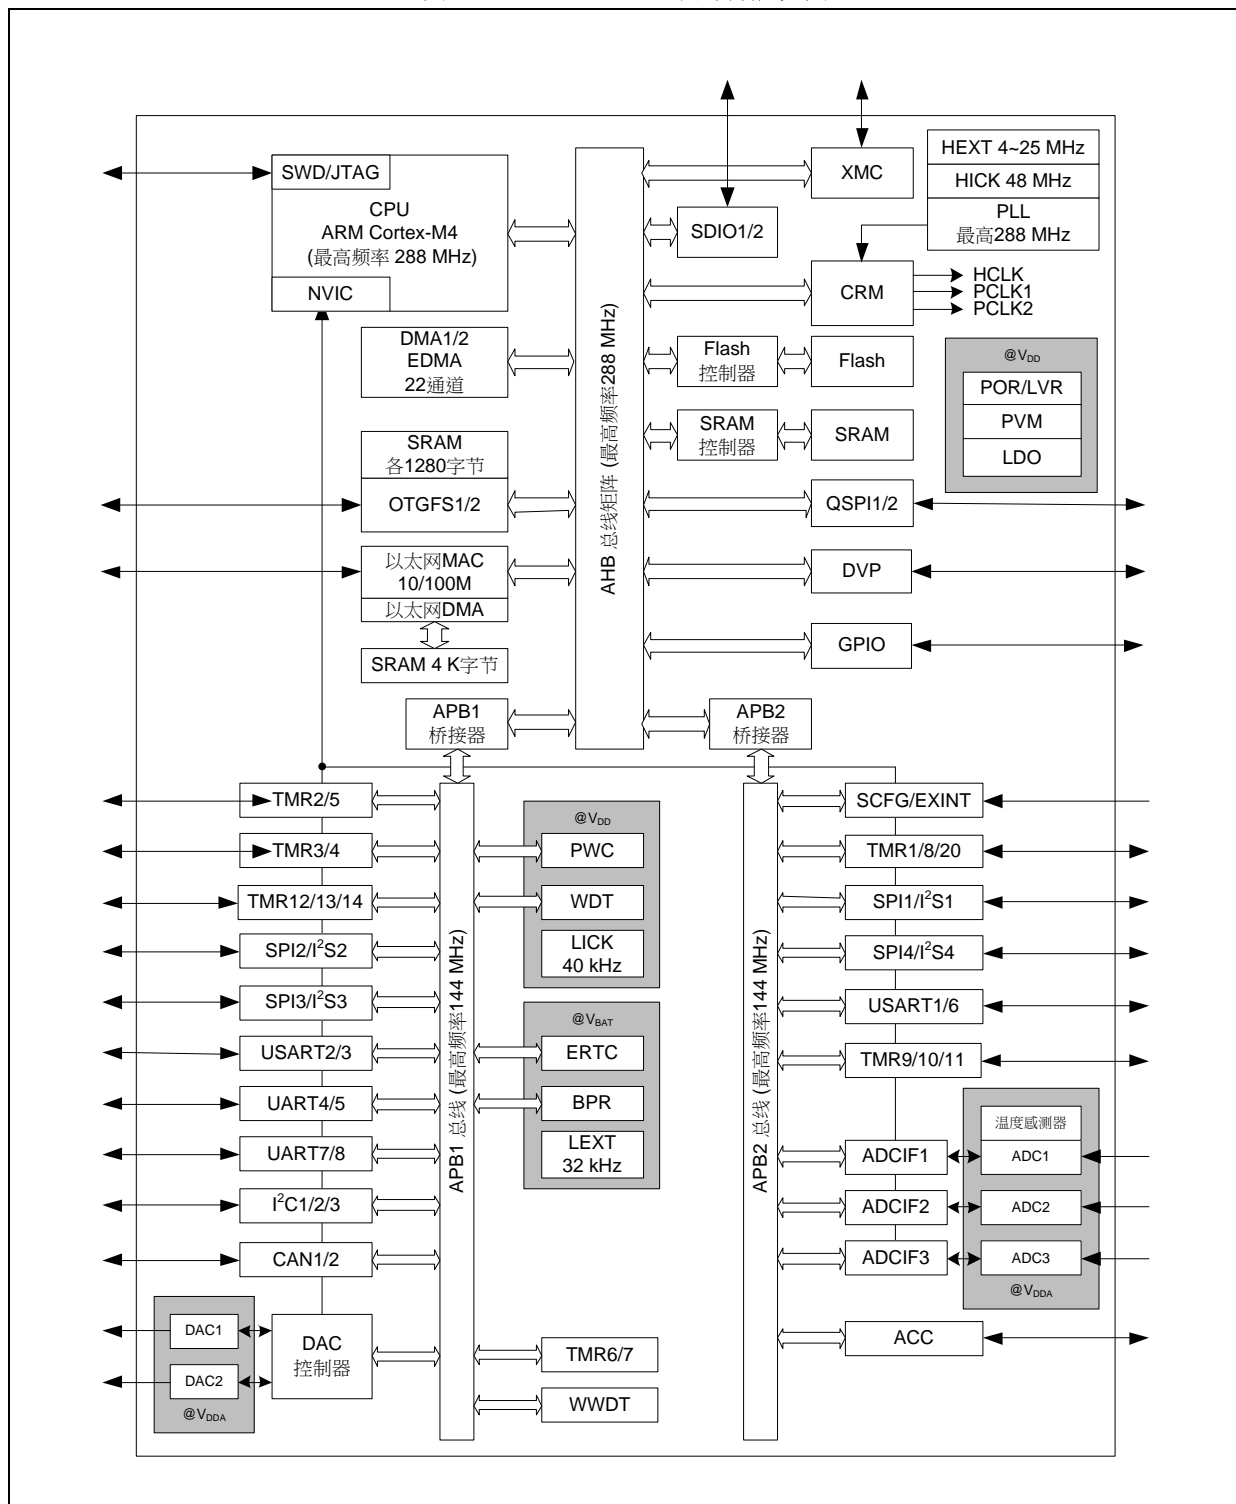 HEXT 4~25 MHz
HICK 48 MHz
PLL
最高288 MHz
SWD/JTAG
CPU
ARM Cortex-M4
(最高频率 288 MHz)
NVIC
XMC
SDIO1/2
CRM
HCLK
PCLK1
PCLK2
DMA1/2
EDMA
22通道
AHB 总线矩阵 (最高频率288 MHz)
Flash
控制器
Flash
@VDD
POR/LVR
PVM
LDO
SRAM
控制器
SRAM
SRAM
各1280字节
OTGFS1/2
QSPI1/2
以太网MAC
10/100M
以太网DMA
DVP
SRAM 4 K字节
GPIO
APB1
桥接器
APB2
桥接器
TMR2/5
TMR3/4
TMR12/13/14
SPI2/I²S2
SPI3/I²S3
USART2/3
UART4/5
UART7/8
I²C1/2/3
CAN1/2
DAC1
DAC2
@VDDA
DAC
控制器
APB1 总线 (最高频率144 MHz)
@VDD
PWC
WDT
LICK
40 kHz
@VBAT
ERTC
BPR
LEXT
32 kHz
TMR6/7
WWDT
APB2 总线 (最高频率144 MHz)
SCFG/EXINT
TMR1/8/20
SPI1/I²S1
SPI4/I²S4
USART1/6
TMR9/10/11
ADCIF1
ADCIF2
ADCIF3
温度感测器
ADC1
ADC2
ADC3
@VDDA
ACC